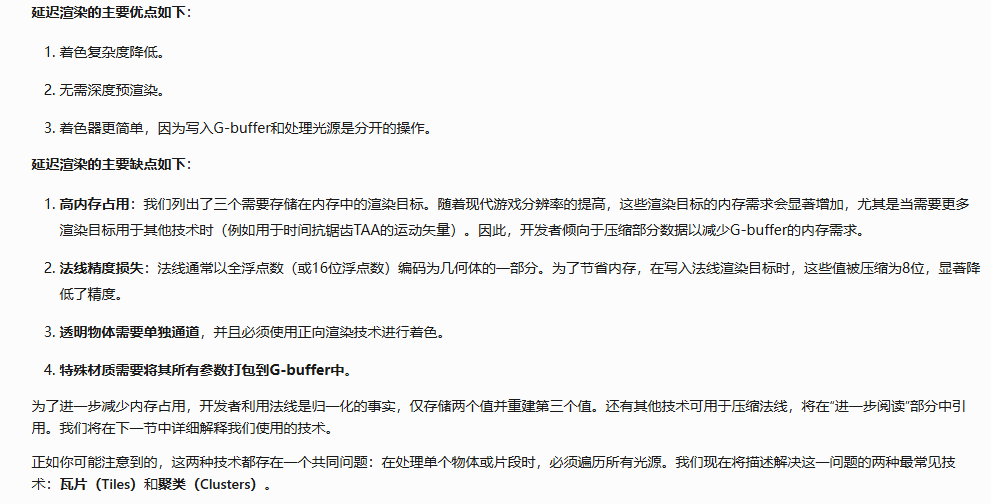 延迟渲染的主要优点如下：
1. 着色复杂度降低。
2. 无需深度预渲染。
3. 着色器更简单，因为写入G-buffer和处理光源是分开的操作。
延迟渲染的主要缺点如下：
1. 高内存占用：我们列出了三个需要存储在内存中的渲染目标。随着现代游戏分辨率的提高，这些渲染目标的内存需求会显著增加，尤其是当需要更多
渲染目标用于其他技术时（例如用于时间抗锯齿TAA的运动矢量）。因此，开发者倾向于压缩部分数据以减少G-buffer的内存需求。
2. 法线精度损失：法线通常以全浮点数（或16位浮点数）编码为几何体的一部分。为了节省内存，在写入法线渲染目标时，这些值被压缩为8位，显著降
低了精度。
3. 透明物体需要单独通道，并且必须使用正向渲染技术进行着色。
4. 特殊材质需要将其所有参数打包到G-buffer中。
为了进一步减少内存占用，开发者利用法线是归一化的事实，仅存储两个值并重建第三个值。还有其他技术可用于压缩法线，将在“进一步阅读”部分中引
用。我们将在下一节中详细解释我们使用的技术。
正如你可能注意到的，这两种技术都存在一个共同问题：在处理单个物体或片段时，必须遍历所有光源。我们现在将描述解决这一问题的两种最常见技
术：瓦片（Tiles）和聚类（Clusters）。